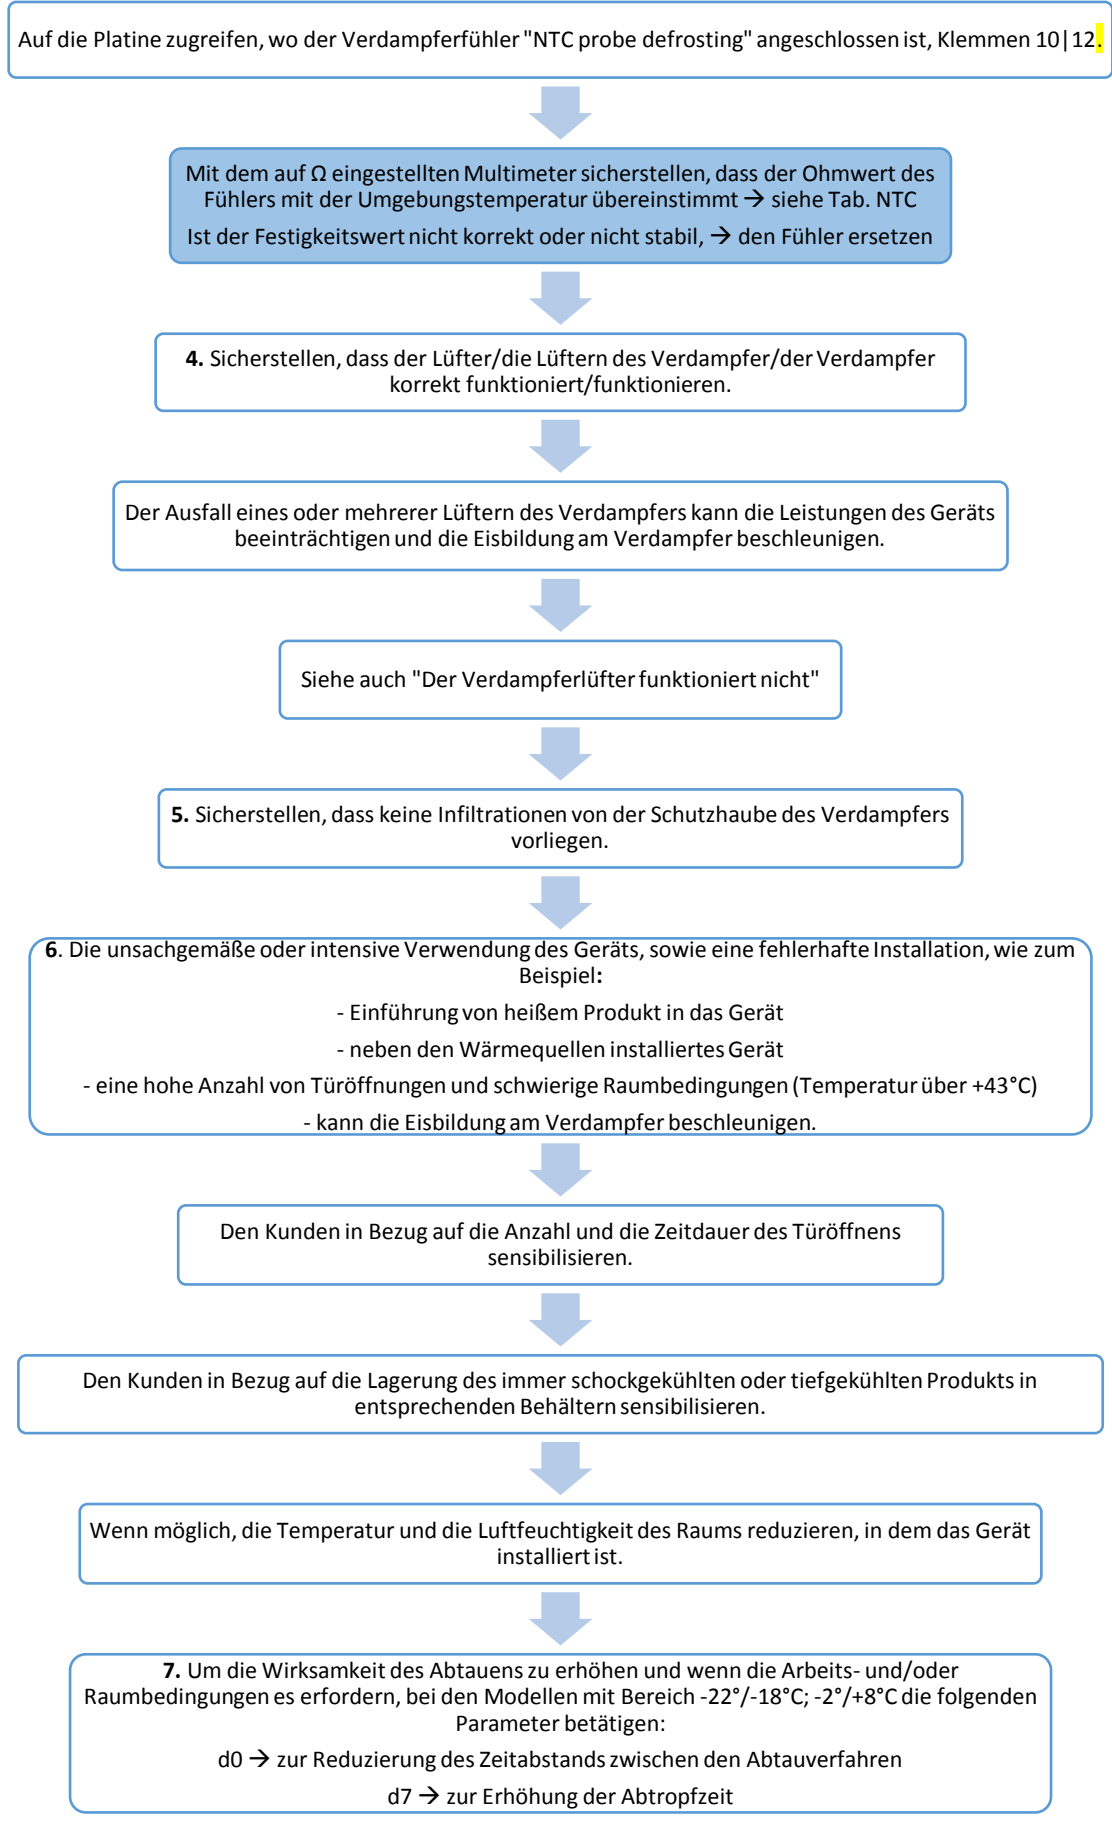 Auf die Platine zugreifen, wo der Verdampferfühler "NTC probe defrosting" angeschlossen ist, Klemmen 10|12.
Mit dem auf Ω eingestellten Multimeter sicherstellen, dass der Ohmwert des
Fühlers mit der Umgebungstemperatur übereinstimmt → siehe Tab. NTC
Ist der Festigkeitswert nicht korrekt oder nicht stabil, → den Fühler ersetzen
4. Sicherstellen, dass der Lüfter/die Lüftern des Verdampfer/der Verdampfer
korrekt funktioniert/funktionieren.
Der Ausfall eines oder mehrerer Lüftern des Verdampfers kann die Leistungen des Geräts
beeinträchtigen und die Eisbildung am Verdampfer beschleunigen.
Siehe auch "Der Verdampferlüfter funktioniert nicht"
5. Sicherstellen, dass keine Infiltrationen von der Schutzhaube des Verdampfers
vorliegen.
6. Die unsachgemäße oder intensive Verwendung des Geräts, sowie eine fehlerhafte Installation, wie zum
Beispiel:
- Einführung von heißem Produkt in das Gerät
- neben den Wärmequellen installiertes Gerät
- eine hohe Anzahl von Türöffnungen und schwierige Raumbedingungen (Temperatur über +43°C)
- kann die Eisbildung am Verdampfer beschleunigen.
Den Kunden in Bezug auf die Anzahl und die Zeitdauer des Türöffnens
sensibilisieren.
Den Kunden in Bezug auf die Lagerung des immer schockgekühlten oder tiefgekühlten Produkts in
entsprechenden Behältern sensibilisieren.
Wenn möglich, die Temperatur und die Luftfeuchtigkeit des Raums reduzieren, in dem das Gerät
installiert ist.
7. Um die Wirksamkeit des Abtauens zu erhöhen und wenn die Arbeits- und/oder
Raumbedingungen es erfordern, bei den Modellen mit Bereich -22°/-18°C; -2°/+8°C die folgenden
Parameter betätigen:
d0 → zur Reduzierung des Zeitabstands zwischen den Abtauverfahren
d7 → zur Erhöhung der Abtropfzeit